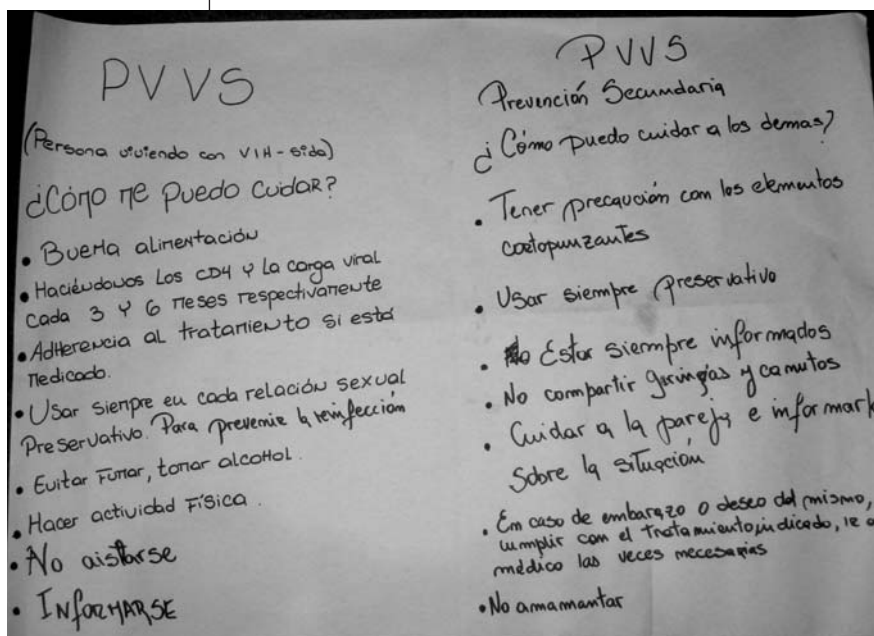 PVVS
(Persona viviendo con VIH-sida)
¿Cómo me puedo cuidar?
• Buena alimentación
• Haciéndonos los CD4 y la carga viral
cada 3 y 6 meses respectivamente
• Adherencia al tratamiento si está
medicado.
• Usar siempre en cada relación sexual
Preservativo. Para prevenir la reinfección
• Evitar fumar, tomar alcohol.
• Hacer actividad física.
• No aislarse
• INFORMARSE
PVVS
Prevención Secundaria
¿Cómo puedo cuidar a los demas?
• Tener precaución con los elementos
cortopunzantes
• Usar siempre preservativo
• Estar siempre informados
• No compartir geringas y canutos
• Cuidar a la pareja e informarl
sobre la situación
• En caso de embarazo o deseo del mismo,
cumplir con el tratamiento indicado, ir a
médico las veces necesarias
• No amamantar